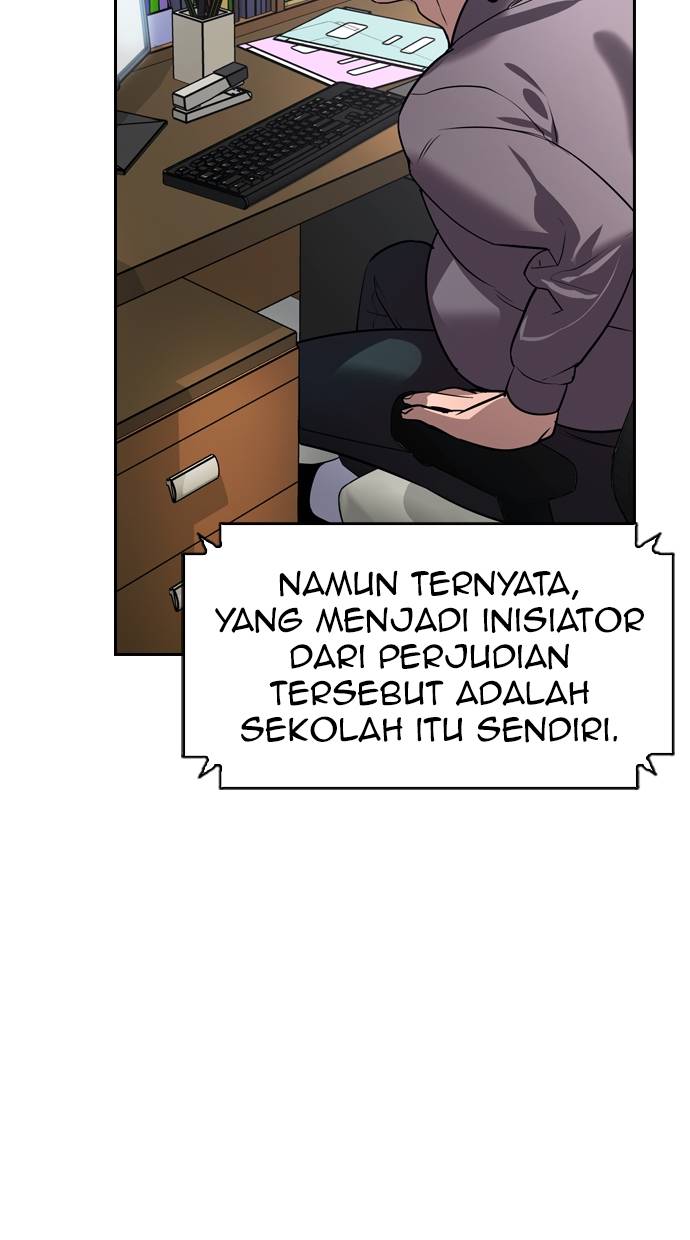 NAMUN TERNYATA,
YANG MENJADI INISIATOR
DARI PERJUDIAN
TERSEBUT ADALAH
SEKOLAH ITU SENDIRI.